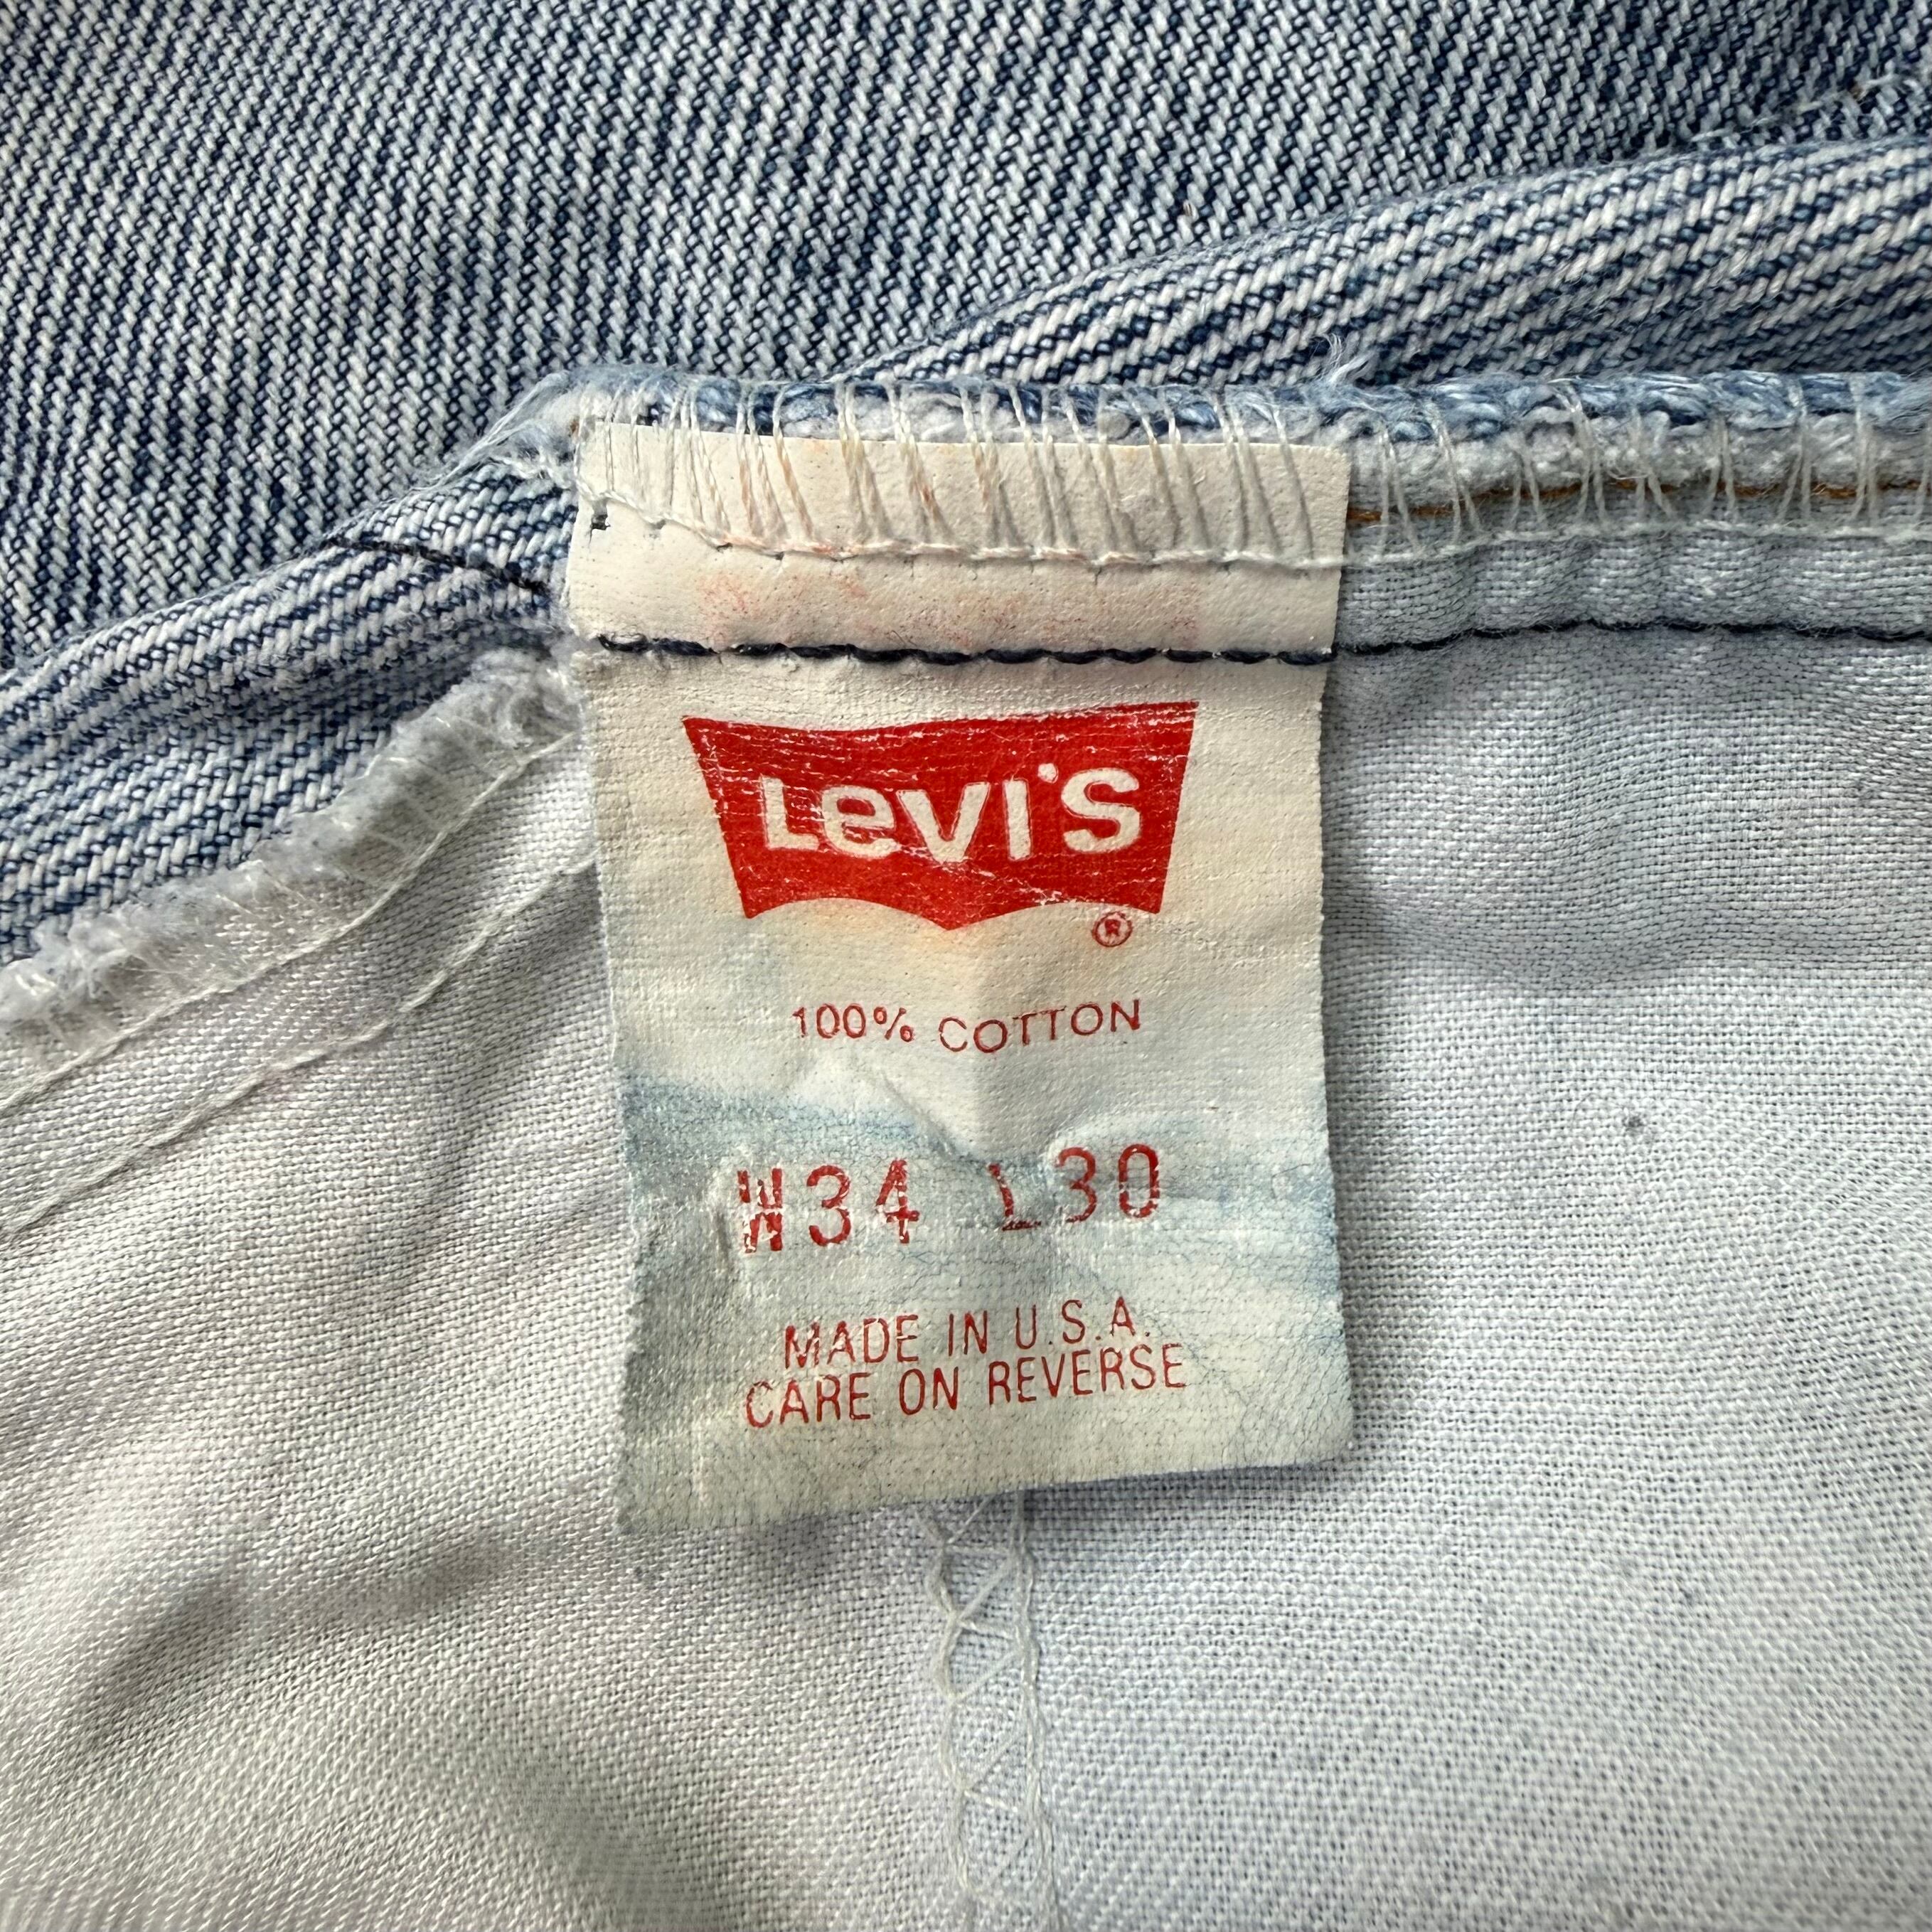 Levi's
®
100% COTTON
W34 L30
MADE IN U.S.A.
CARE ON REVERSE